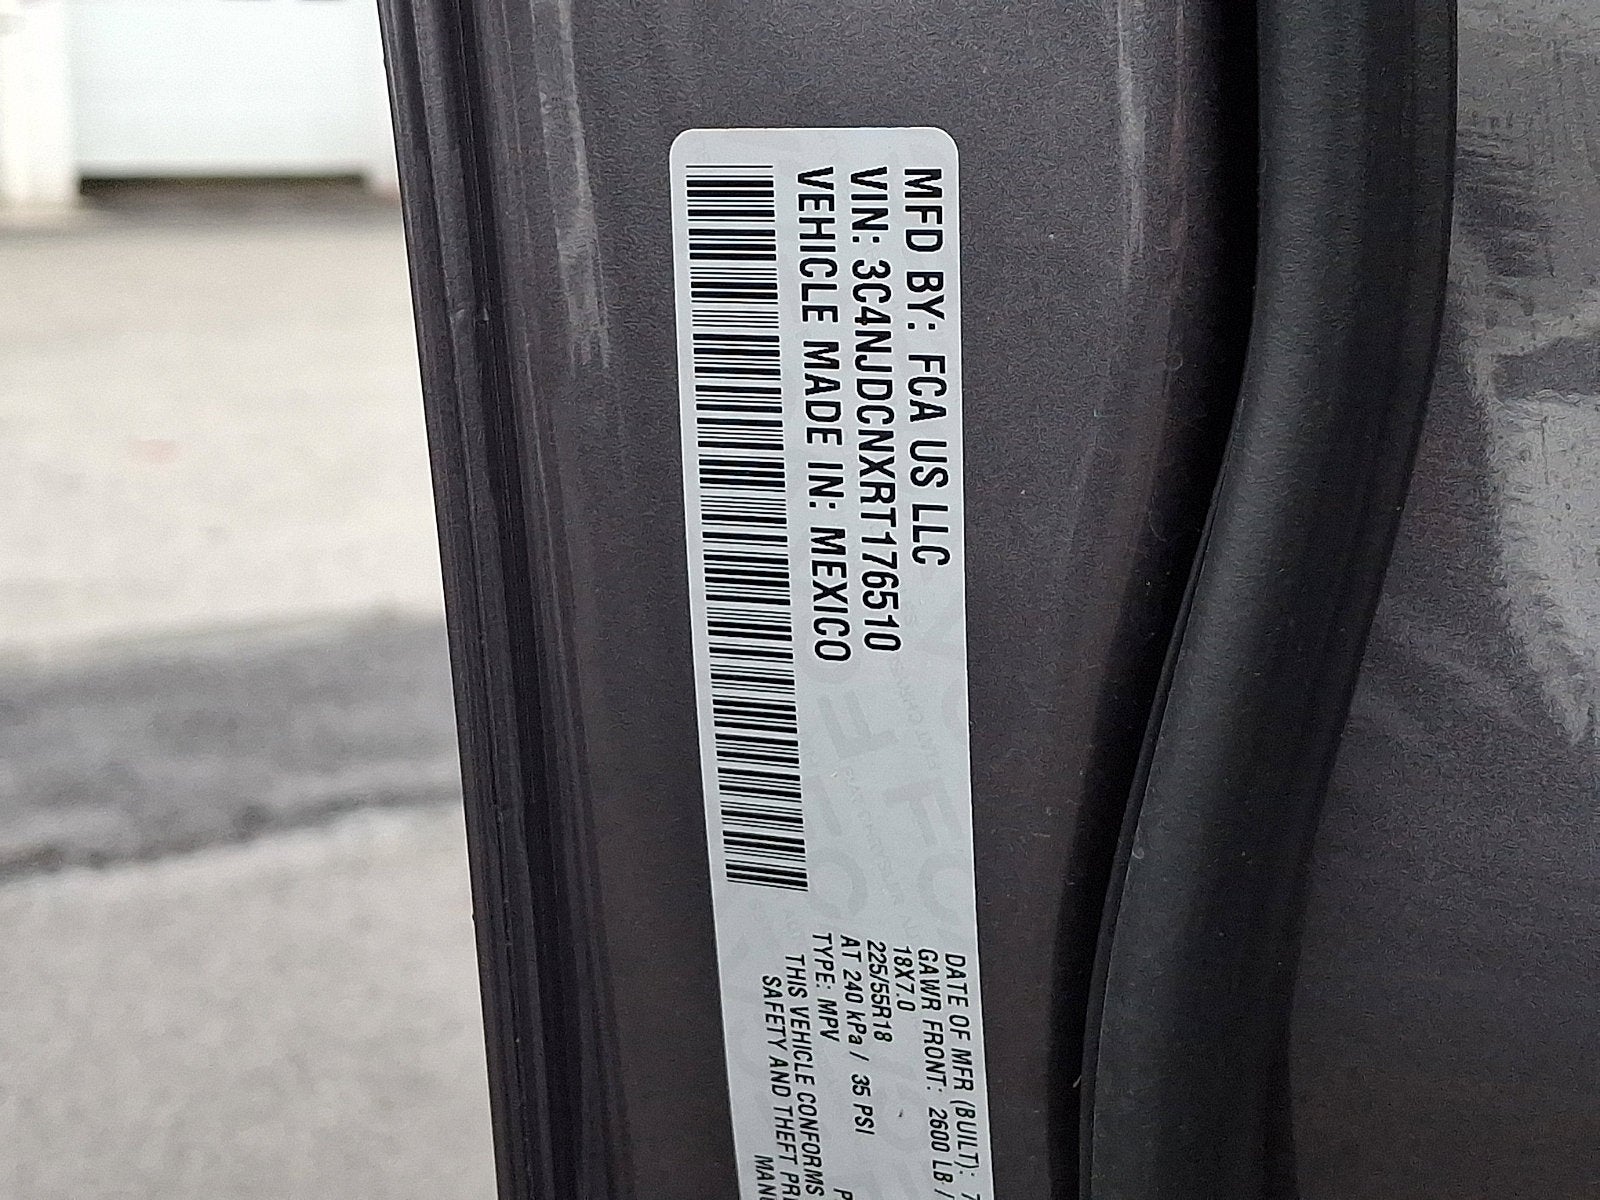 MFD BY: FCA US LLC
VIN: 3C4NJDCNXRT176510
VEHICLE MADE IN: MEXICO
DATE OF MFR (BUILT): 7
GAWR FRONT: 2600 LB /
18X7.0
225/55R18
AT 240 kPa / 35 PSI
TYPE: MPV
THIS VEHICLE CONFORMS
SAFETY AND THEFT